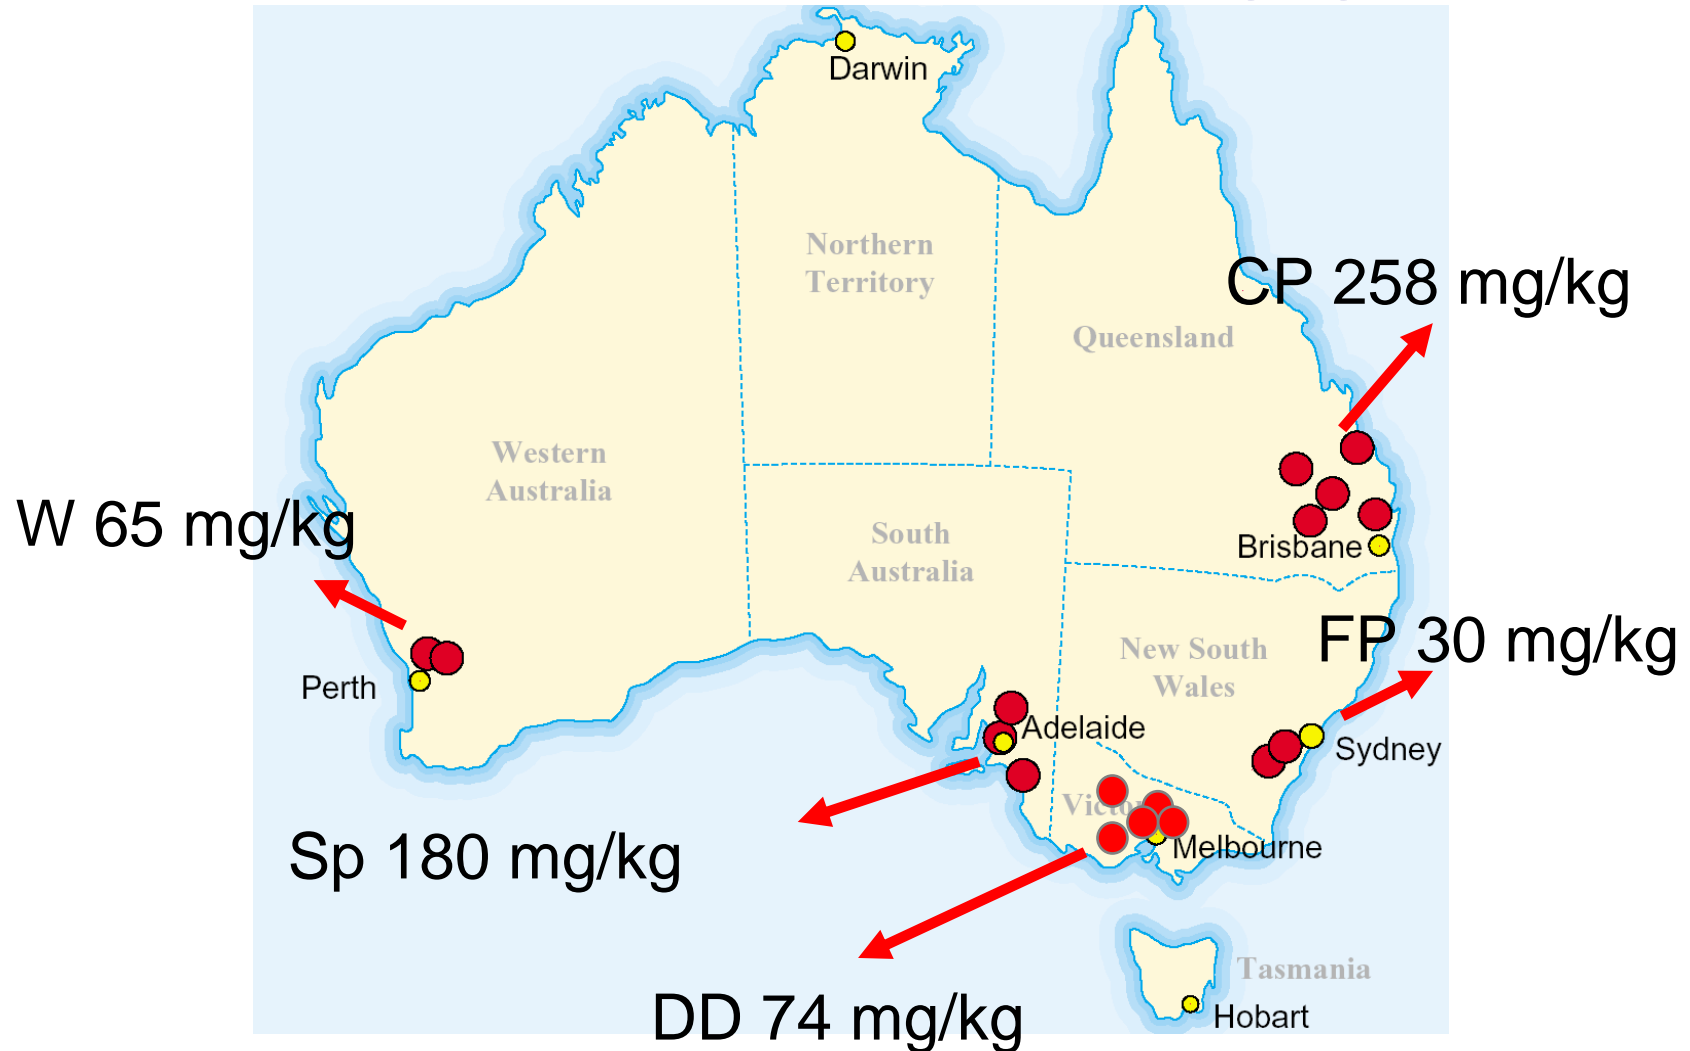 Darwin
Northern
Territory
CP 258 mg/kg
Queensland
Western
Australia
W 65 mg/kg
South
Australia
Brisbane
New South
Wales
FP 30 mg/kg
Perth
Adelaide
Sydney
Victoria
Melbourne
Sp 180 mg/kg
Tasmania
DD 74 mg/kg
Hobart